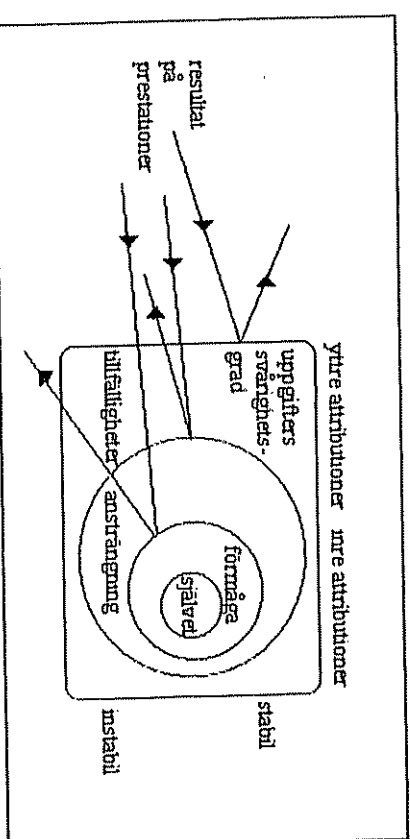 yttre attributioner inre attributioner
resultat
på
prestationer
uppgifters
svårighets-
grad
stabil
förmåga
självet
tillfälligheter ansträngning
instabil